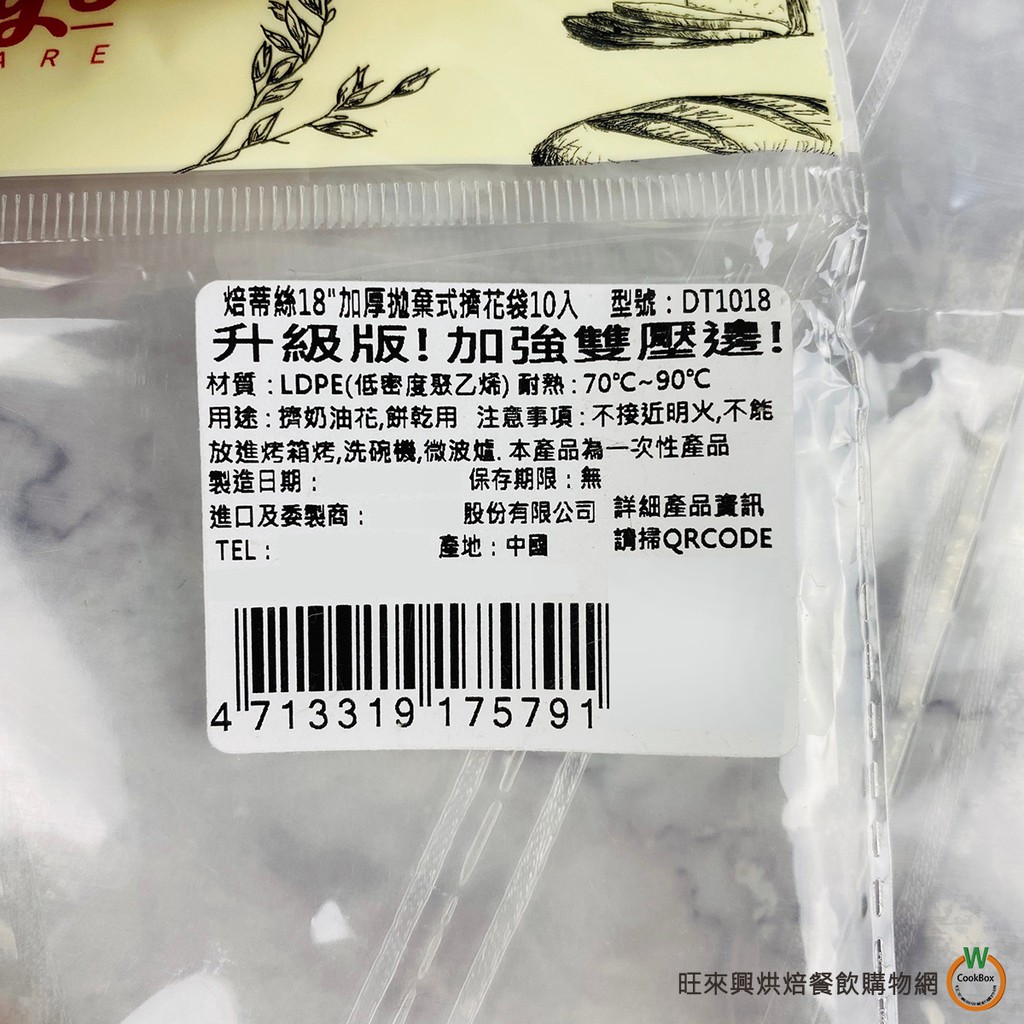 ARE
焙蒂絲18"加厚拋棄式擠花袋10入 型號:DT1018
升級版!加強雙壓邊!
材質:LDPE(低密度聚乙烯)耐熱:70℃~90℃
用途:擠奶油花,餅乾用 注意事項:不接近明火,不能
放進烤箱烤,洗碗機,微波爐.本產品為一次性產品
製造日期: 保存期限:無
進口及委製商: 股份有限公司 詳細產品資訊
TEL: 產地:中國 請掃QRCODE
4 713319 175791
旺來興烘焙餐飲購物網
W
CookBox